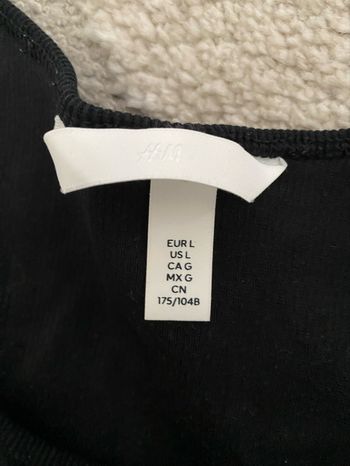 H&M
EUR L
US L
CA G
MX G
CN
175/104B